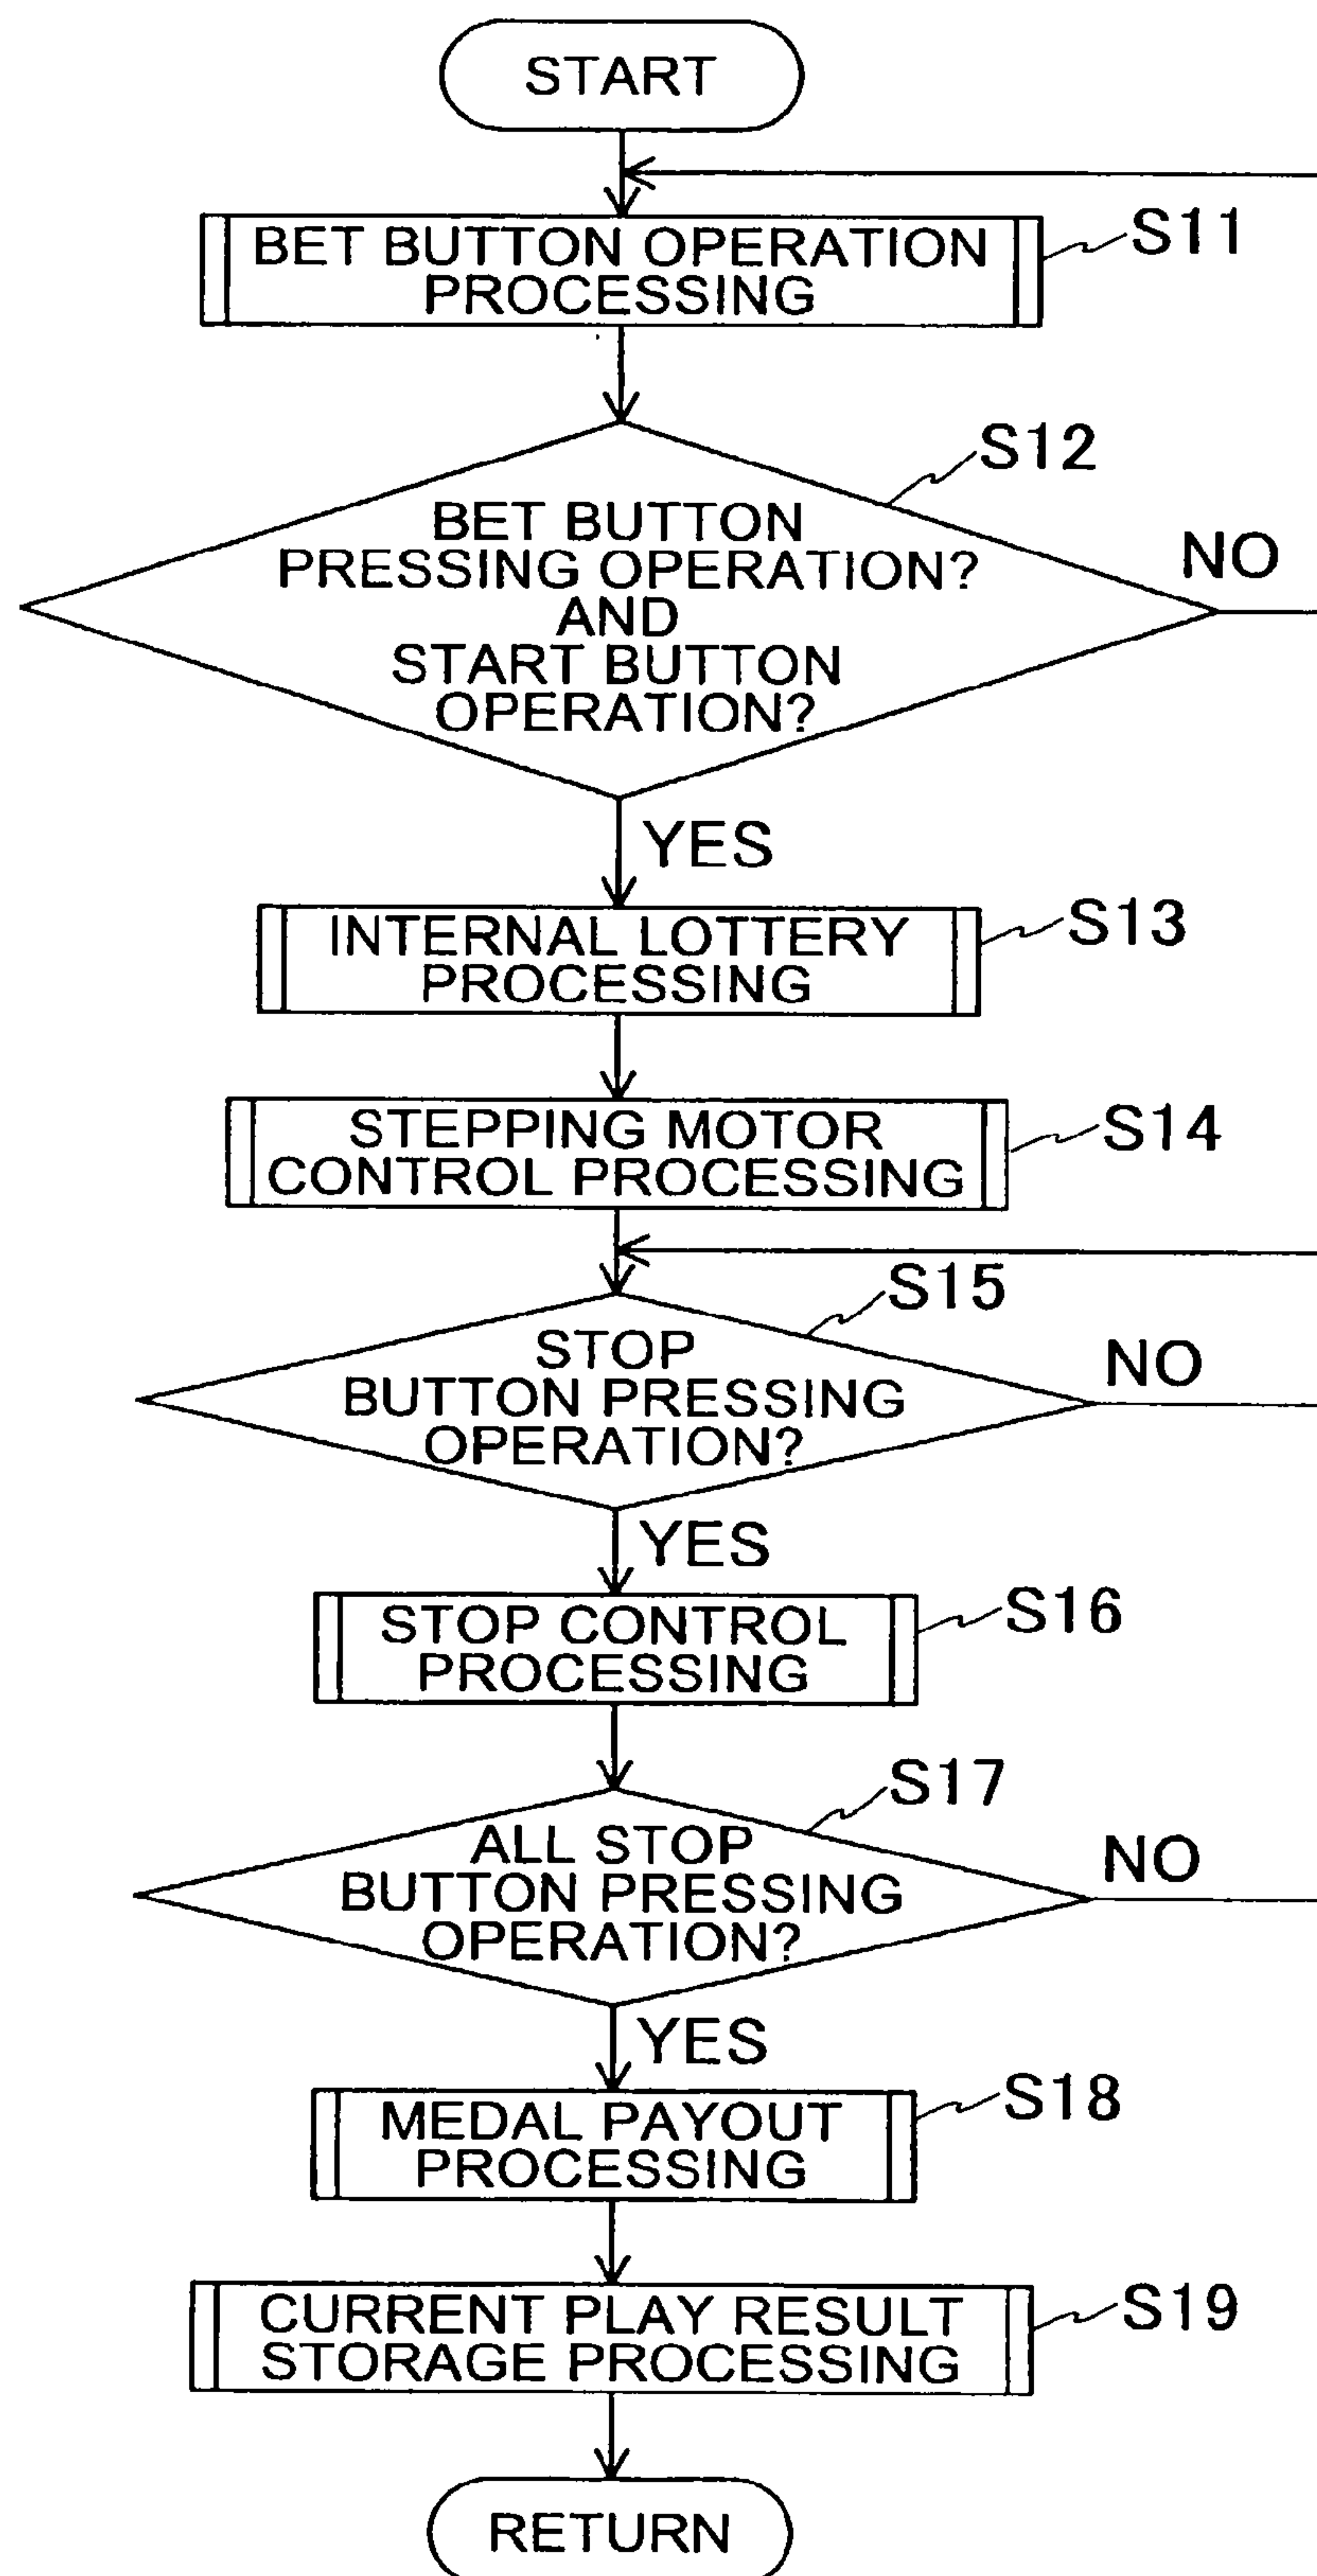 START
BET BUTTON OPERATION
PROCESSING
S11
S12
BET BUTTON
PRESSING OPERATION?
AND
START BUTTON
OPERATION?
NO
YES
INTERNAL LOTTERY
PROCESSING
S13
STEPPING MOTOR
CONTROL PROCESSING
S14
S15
STOP
BUTTON PRESSING
OPERATION?
NO
YES
STOP CONTROL
PROCESSING
S16
S17
ALL STOP
BUTTON PRESSING
OPERATION?
NO
YES
MEDAL PAYOUT
PROCESSING
S18
CURRENT PLAY RESULT
STORAGE PROCESSING
S19
RETURN